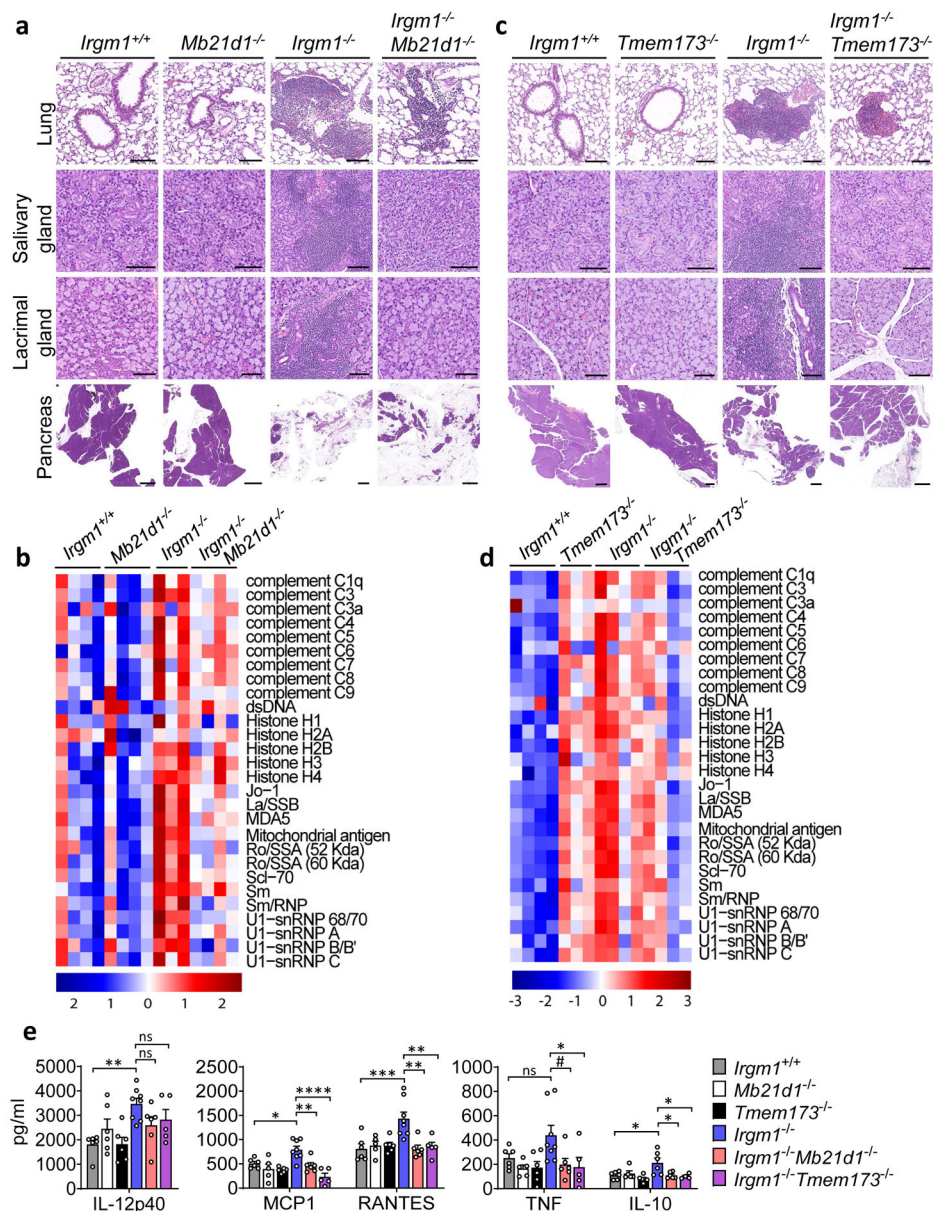 a
Irgm1+/+ Mb21d1-/- Irgm1-/- Irgm1-/- Mb21d1-/-
Lung
Salivary gland
Lacrimal gland
Pancreas
c
Irgm1+/+ Tmem173-/- Irgm1-/- Irgm1-/- Tmem173-/-
b
Irgm1+/+ Mb21d1-/- Irgm1-/- Irgm1-/- Mb21d1-/-
complement C1q
complement C3
complement C3a
complement C4
complement C5
complement C6
complement C7
complement C8
complement C9
dsDNA
Histone H1
Histone H2A
Histone H2B
Histone H3
Histone H4
Jo-1
La/SSB
MDA5
Mitochondrial antigen
Ro/SSA (52 Kda)
Ro/SSA (60 Kda)
Scl-70
Sm
Sm/RNP
U1-snRNP 68/70
U1-snRNP A
U1-snRNP B/B'
U1-snRNP C
2 1 0 1 2
d
Irgm1+/+ Tmem173-/- Irgm1-/- Irgm1-/- Tmem173-/-
complement C1q
complement C3
complement C3a
complement C4
complement C5
complement C6
complement C7
complement C8
complement C9
dsDNA
Histone H1
Histone H2A
Histone H2B
Histone H3
Histone H4
Jo-1
La/SSB
MDA5
Mitochondrial antigen
Ro/SSA (52 Kda)
Ro/SSA (60 Kda)
Scl-70
Sm
Sm/RNP
U1-snRNP 68/70
U1-snRNP A
U1-snRNP B/B'
U1-snRNP C
-3 -2 -1 0 1 2 3
e
pg/ml
5000
4000
3000
2000
1000
0
ns
** ns
IL-12p40
2500
2000
1500
1000
500
0
****
* **
MCP1
**
*** **
RANTES
1000
800
600
400
200
0
*
ns #
TNF
*
* *
IL-10
Irgm1+/+
Mb21d1-/-
Tmem173-/-
Irgm1-/-
Irgm1-/-Mb21d1-/-
Irgm1-/-Tmem173-/-